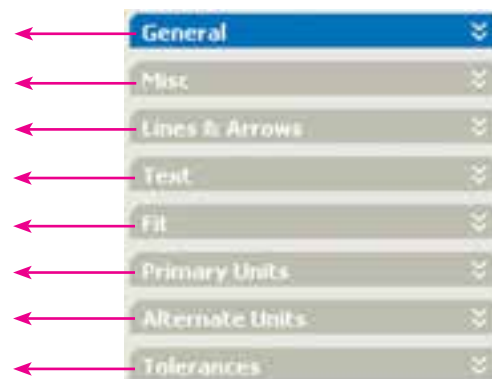 General
Misc
Lines & Arrows
Text
Fit
Primary Units
Alternate Units
Tolerances